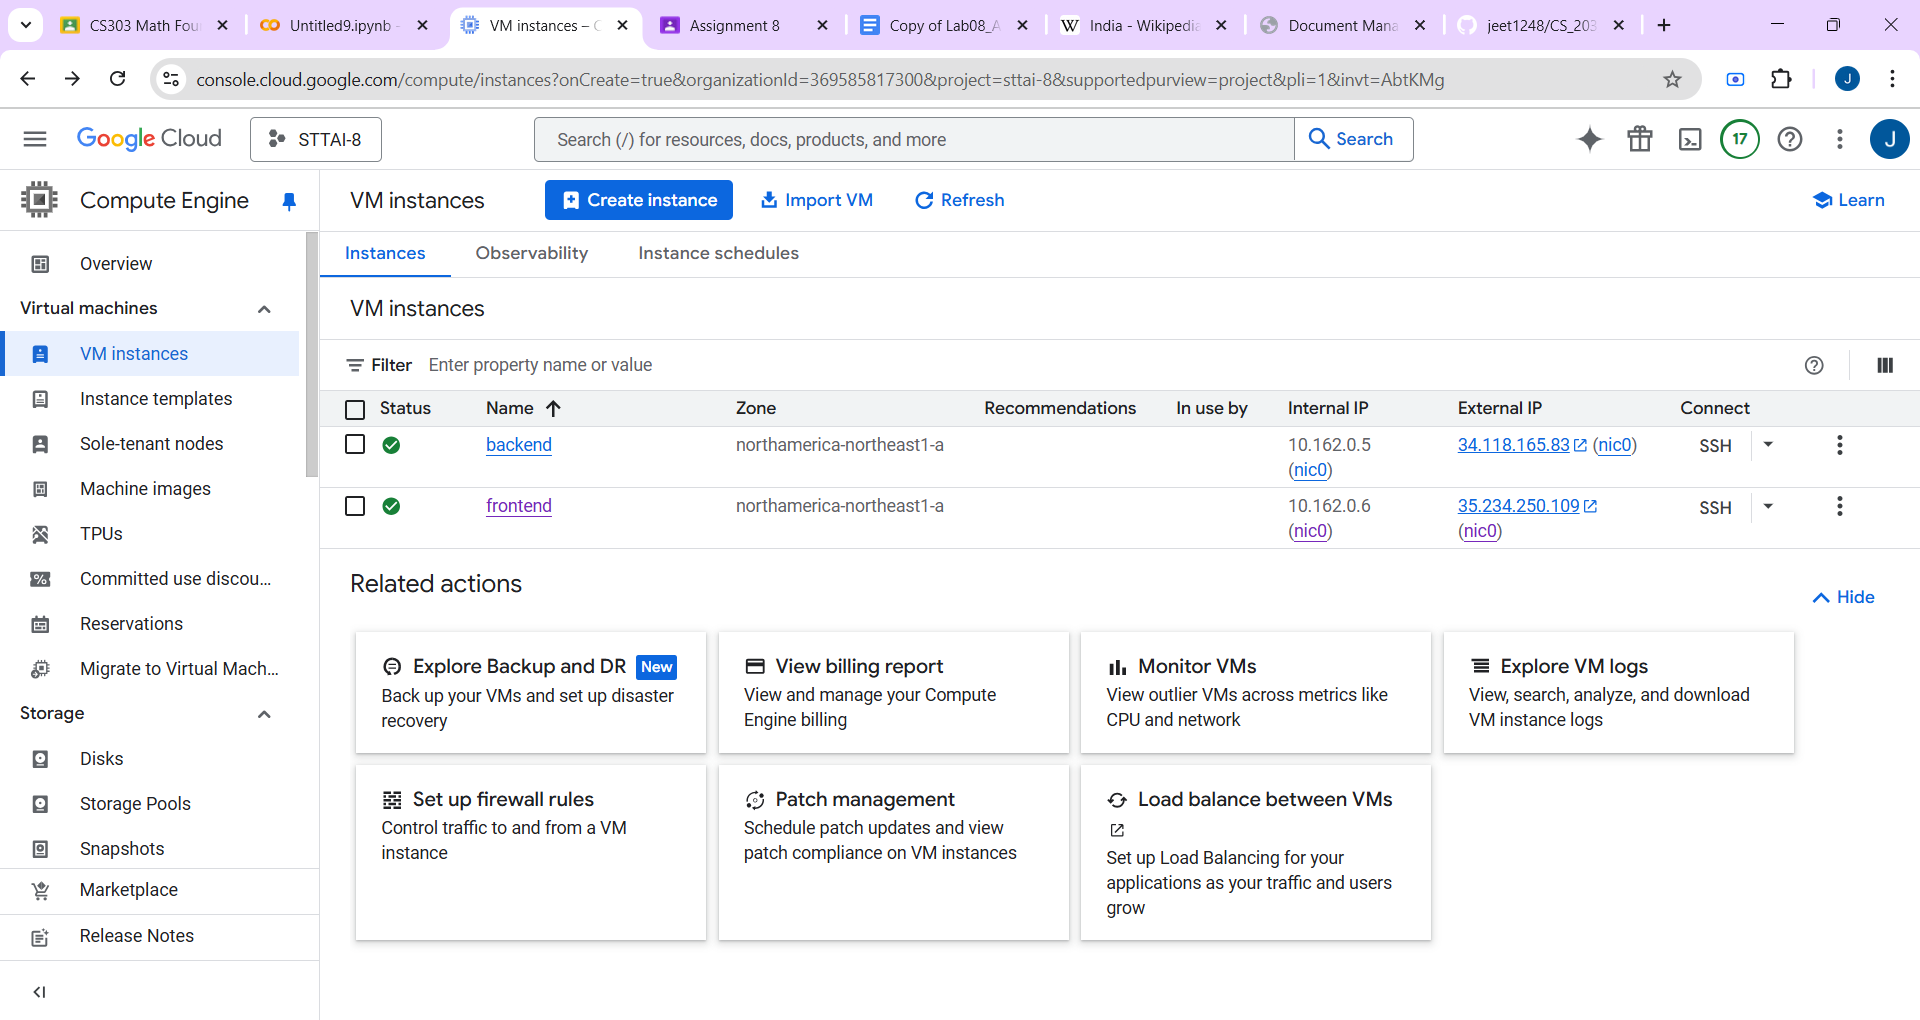 CS303 Math Fou
Untitled9.ipynb -
VM instances – C
Assignment 8
Copy of Lab08_A
India - Wikipedia
Document Mana
jeet1248/CS_203
console.cloud.google.com/compute/instances?onCreate=true&organizationId=369585817300&project=sttai-8&supportedpurview=project&pli=1&invt=AbtKMg
J
Google Cloud
STTAI-8
Search (/) for resources, docs, products, and more
Search
17
J
Compute Engine
VM instances
Create instance
Import VM
Refresh
Learn
Overview
Virtual machines
VM instances
Instance templates
Sole-tenant nodes
Machine images
TPUs
Committed use discou...
Reservations
Migrate to Virtual Mach...
Storage
Disks
Storage Pools
Snapshots
Marketplace
Release Notes
Instances
Observability
Instance schedules
VM instances
Filter Enter property name or value
Status Name Zone Recommendations In use by Internal IP External IP Connect
backend northamerica-northeast1-a 10.162.0.5 34.118.165.83 (nic0) SSH
(nic0)
frontend northamerica-northeast1-a 10.162.0.6 35.234.250.109 SSH
(nic0) (nic0)
Related actions
Hide
Explore Backup and DR New
Back up your VMs and set up disaster
recovery
View billing report
View and manage your Compute
Engine billing
Monitor VMs
View outlier VMs across metrics like
CPU and network
Explore VM logs
View, search, analyze, and download
VM instance logs
Set up firewall rules
Control traffic to and from a VM
instance
Patch management
Schedule patch updates and view
patch compliance on VM instances
Load balance between VMs
Set up Load Balancing for your
applications as your traffic and users
grow